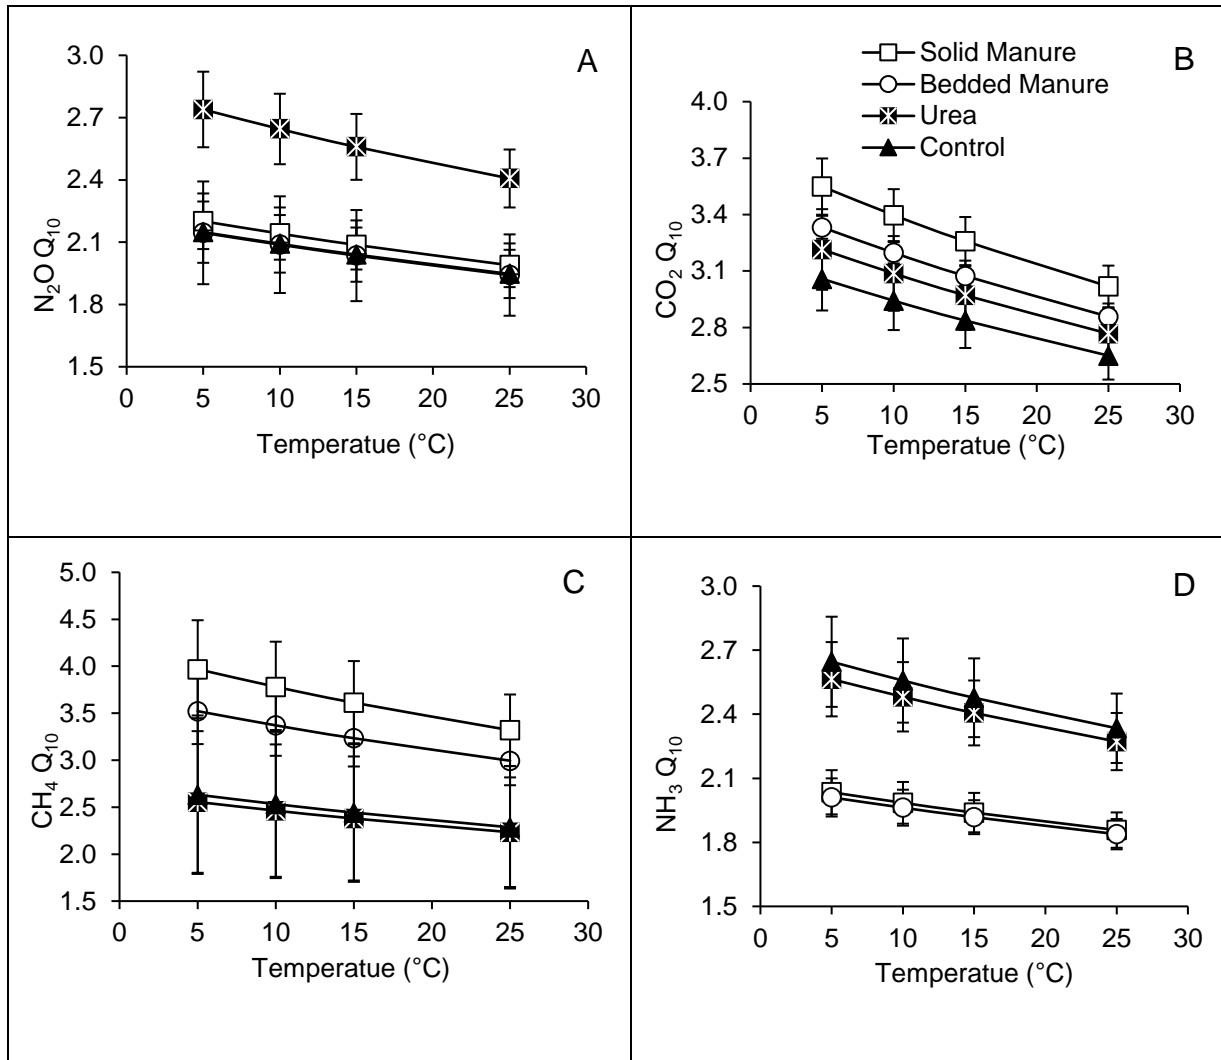 A
3.0
2.7
2.4
2.1
1.8
1.5
N₂O Q₁₀
0 5 10 15 20 25 30
Temperatue (°C)
B
Solid Manure
Bedded Manure
Urea
Control
4.0
3.7
3.4
3.1
2.8
2.5
CO₂ Q₁₀
0 5 10 15 20 25 30
Temperatue (°C)
C
5.0
4.5
4.0
3.5
3.0
2.5
2.0
1.5
CH₄ Q₁₀
0 5 10 15 20 25 30
Temperatue (°C)
D
3.0
2.7
2.4
2.1
1.8
1.5
NH₃ Q₁₀
0 5 10 15 20 25 30
Temperatue (°C)